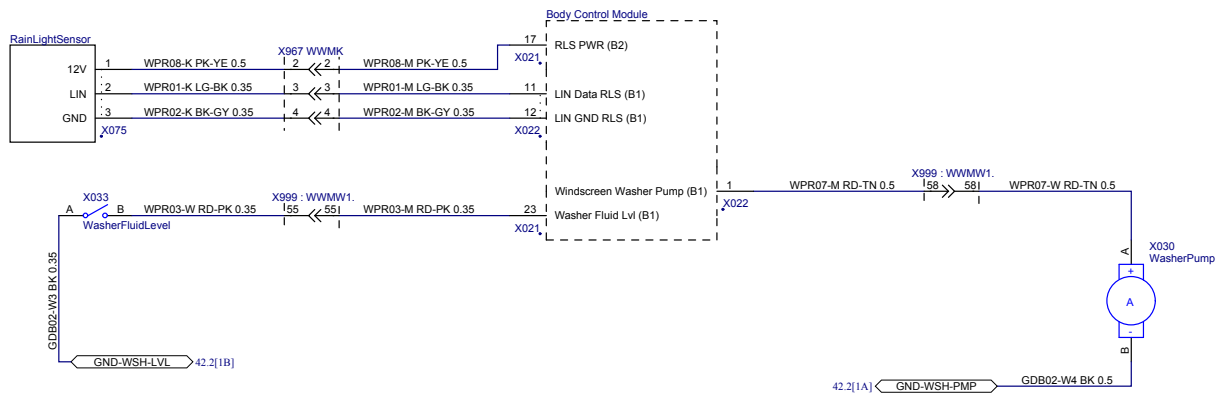 Body Control Module
RainLightSensor
17 RLS PWR (B2)
X967 WWMK
X021
12V 1 WPR08-K PK-YE 0.5 2 2 WPR08-M PK-YE 0.5
LIN 2 WPR01-K LG-BK 0.35 3 3 WPR01-M LG-BK 0.35 11 LIN Data RLS (B1)
GND 3 WPR02-K BK-GY 0.35 4 4 WPR02-M BK-GY 0.35 12 LIN GND RLS (B1)
X075
X022
X999 : WWMW1.
Windscreen Washer Pump (B1) 1 WPR07-M RD-TN 0.5 58 58 WPR07-W RD-TN 0.5
X022
X033
X999 : WWMW1.
A B WPR03-W RD-PK 0.35 55 55 WPR03-M RD-PK 0.35 23 Washer Fluid Lvl (B1)
WasherFluidLevel
X021
GDB02-W3 BK 0.35
A
X030
WasherPump
+
A
-
B
GND-WSH-LVL 42.2[1B]
42.2[1A] GND-WSH-PMP GDB02-W4 BK 0.5